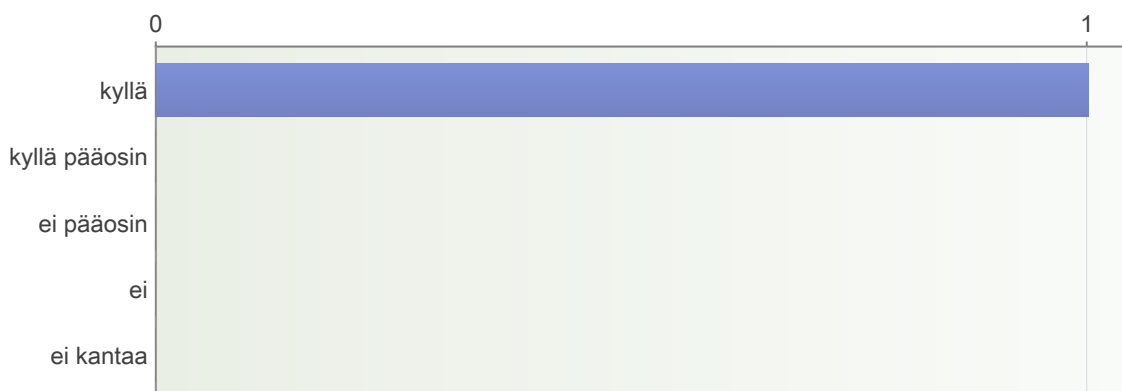 0 1
kyllä
kyllä pääosin
ei pääosin
ei
ei kantaa